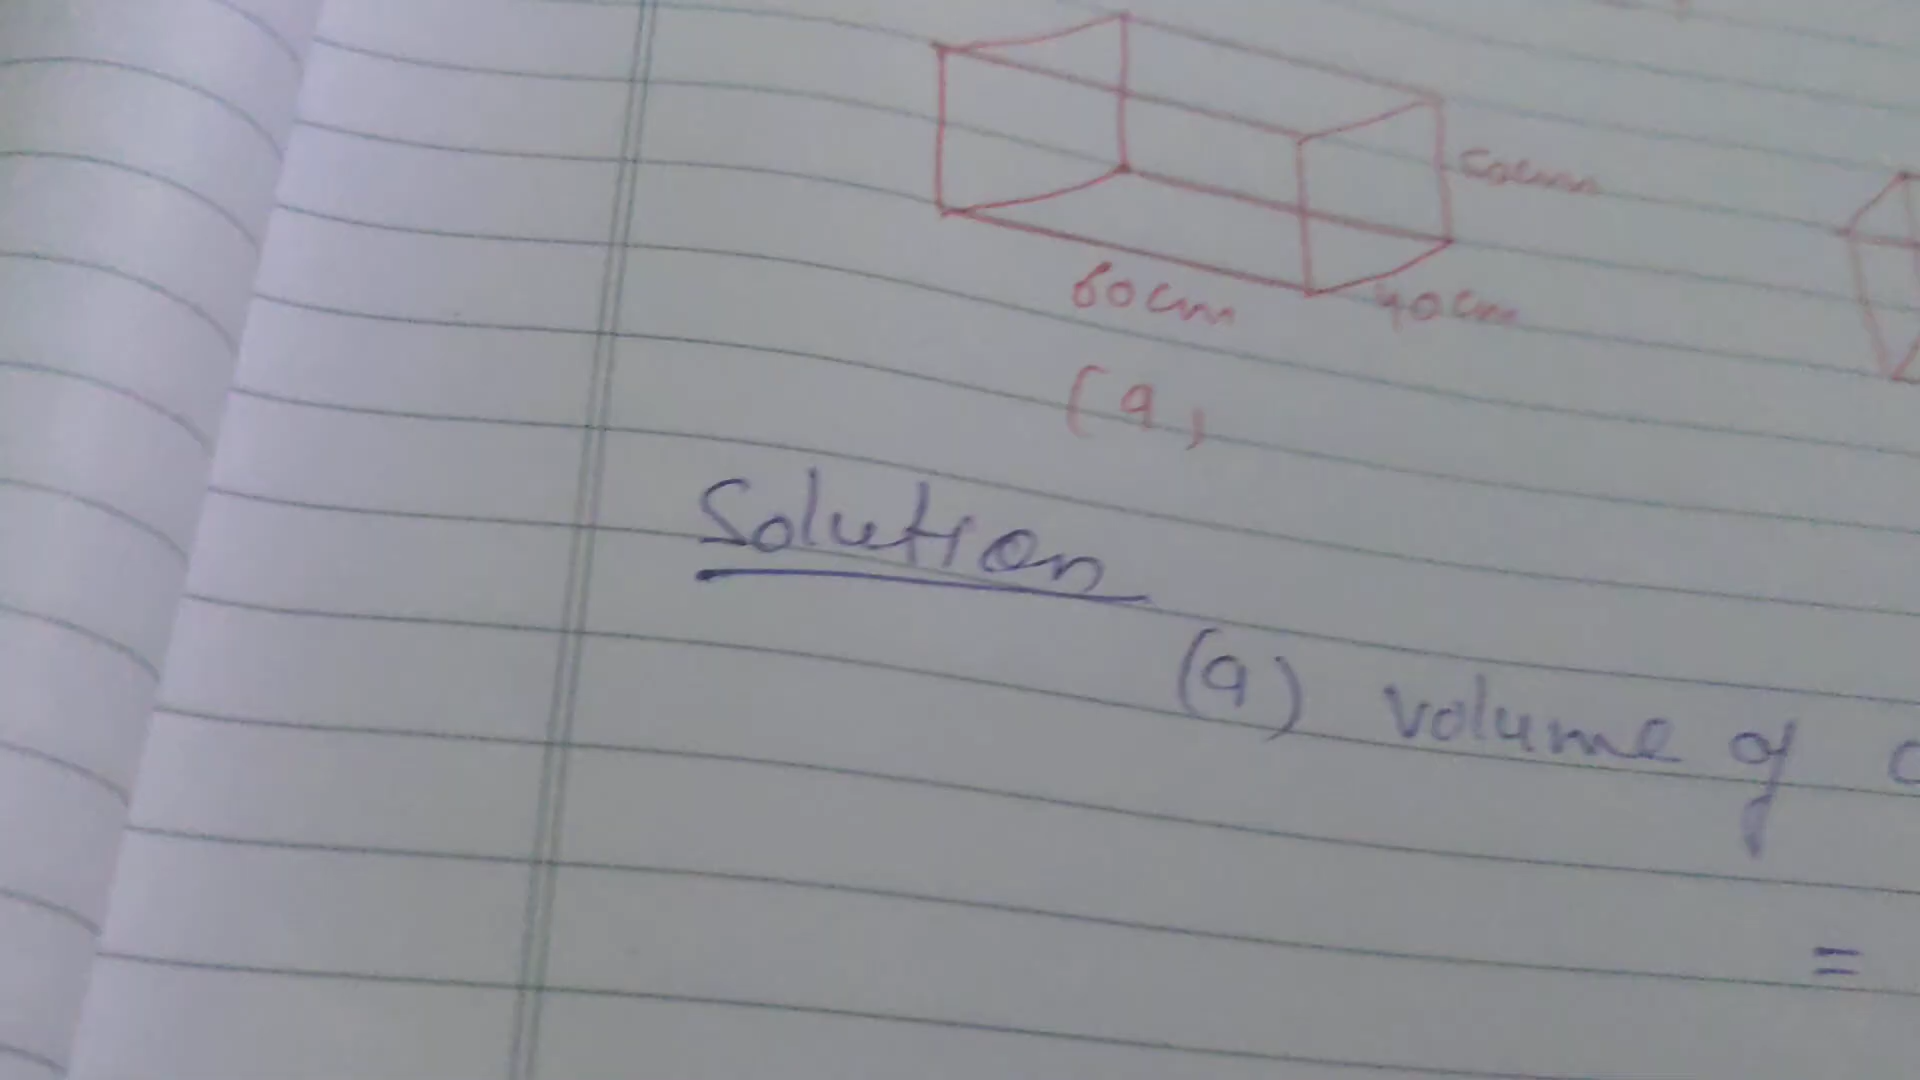 50cm
60cm 40cm
(a)
Solution
(a) volume of
=